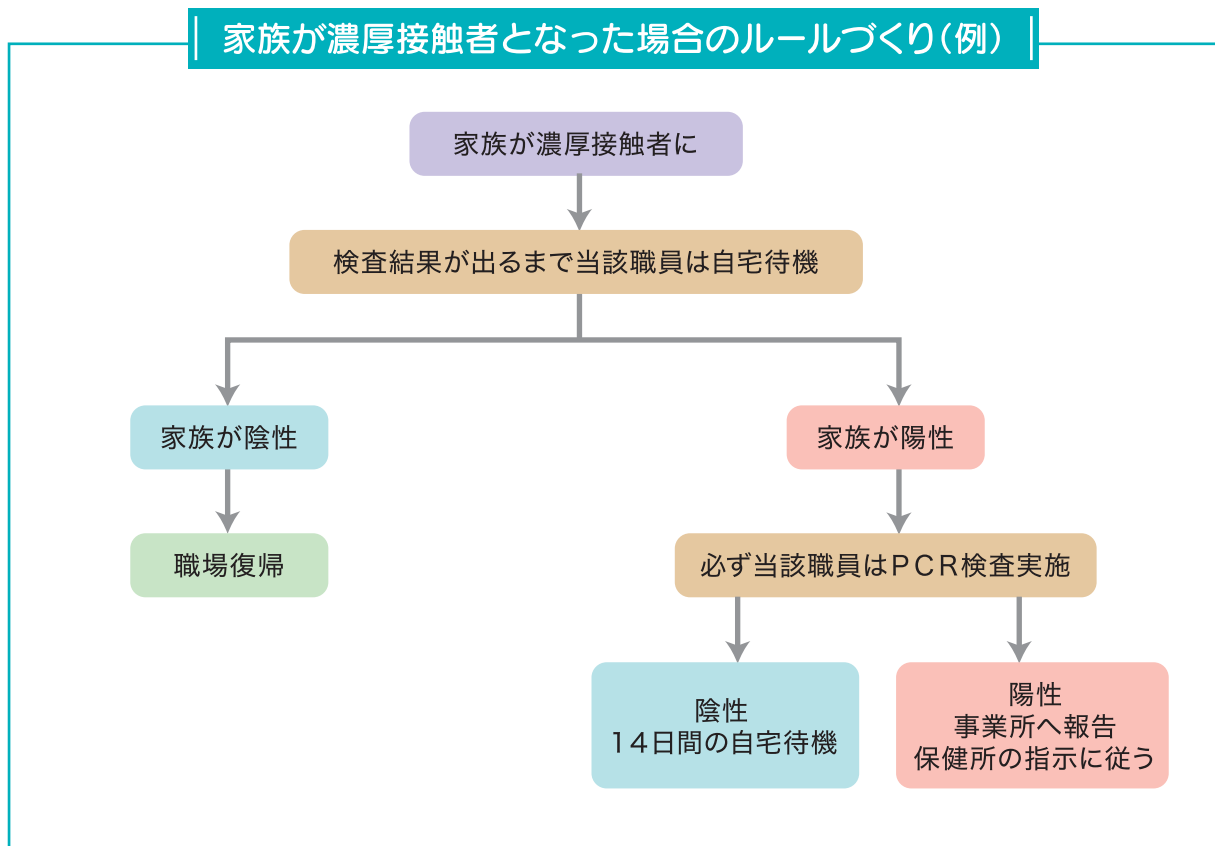 家族が濃厚接触者となった場合のルールづくり（例）
家族が濃厚接触者に
検査結果が出るまで当該職員は自宅待機
家族が陰性
家族が陽性
職場復帰
必ず当該職員はＰＣＲ検査実施
陰性
１４日間の自宅待機
陽性
事業所へ報告
保健所の指示に従う